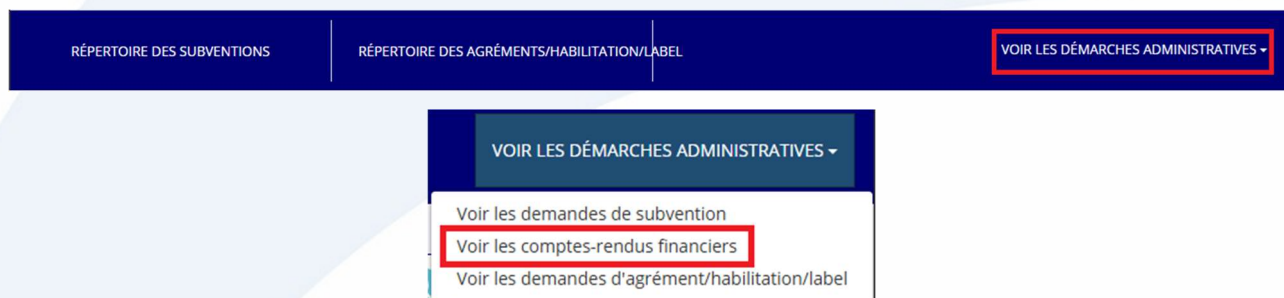 RÉPERTOIRE DES SUBVENTIONS
RÉPERTOIRE DES AGRÉMENTS/HABILITATION/LABEL
VOIR LES DÉMARCHES ADMINISTRATIVES
VOIR LES DÉMARCHES ADMINISTRATIVES
Voir les demandes de subvention
Voir les comptes-rendus financiers
Voir les demandes d'agrément/habilitation/label